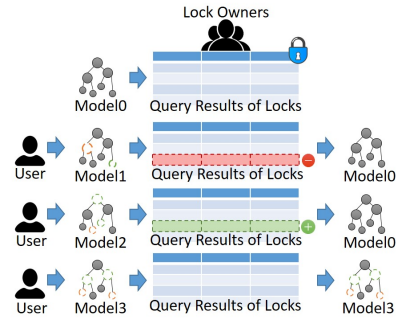 Lock Owners
Model0 Query Results of Locks
User Model1 Query Results of Locks Model0
User Model2 Query Results of Locks Model0
User Model3 Query Results of Locks Model3